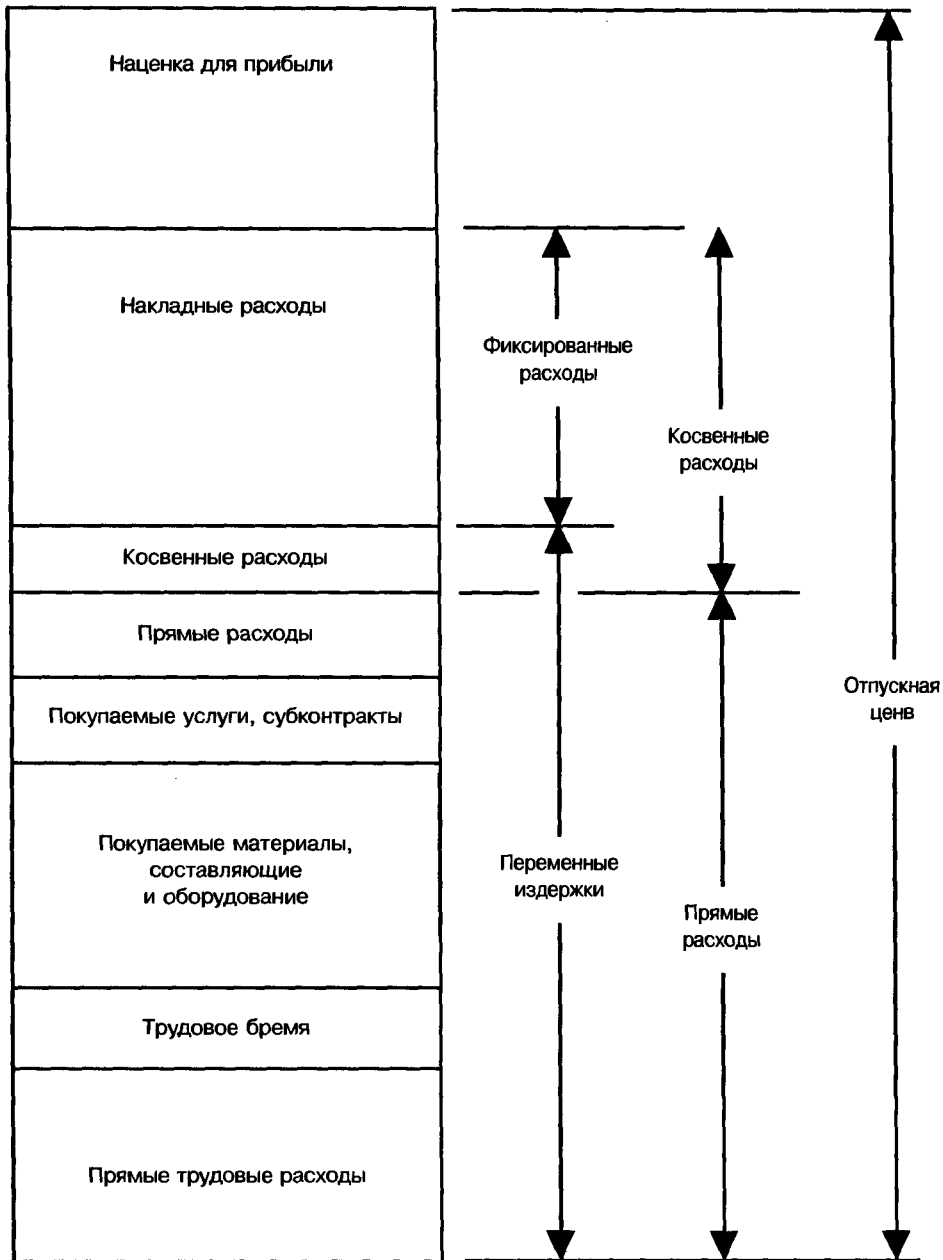 Наценка для прибыли
Накладные расходы
Фиксированные
расходы
Косвенные
расходы
Косвенные расходы
Прямые расходы
Покупаемые услуги, субконтракты
Отпускная
ценв
Покупаемые материалы,
составляющие
и оборудование
Переменные
издержки
Прямые
расходы
Трудовое бремя
Прямые трудовые расходы